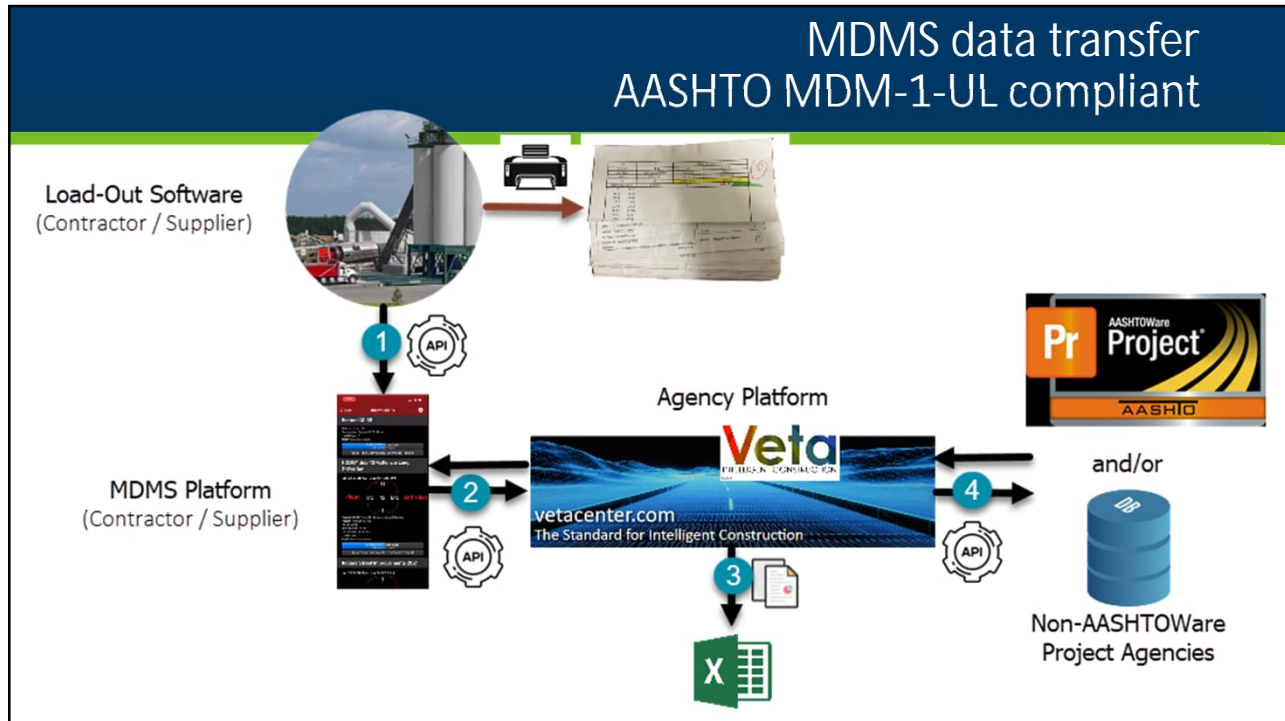 MDMS data transfer
AASHTO MDM-1-UL compliant
Load-Out Software
(Contractor / Supplier)
1
API
MDMS Platform
(Contractor / Supplier)
2
API
Agency Platform
Veta
INTELLIGENT CONSTRUCTION
vetacenter.com
The Standard for Intelligent Construction
3
X
4
API
Pr
AASHTOWare
Project®
AASHTO
and/or
DB
Non-AASHTOWare
Project Agencies